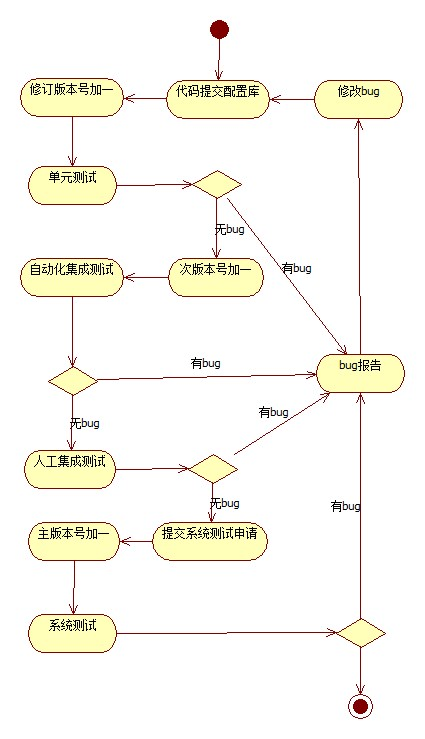 修订版本号加一
代码提交配置库
修改bug
单元测试
无bug
有bug
自动化集成测试
次版本号加一
有bug
bug报告
无bug
有bug
人工集成测试
无bug
有bug
主版本号加一
提交系统测试申请
系统测试